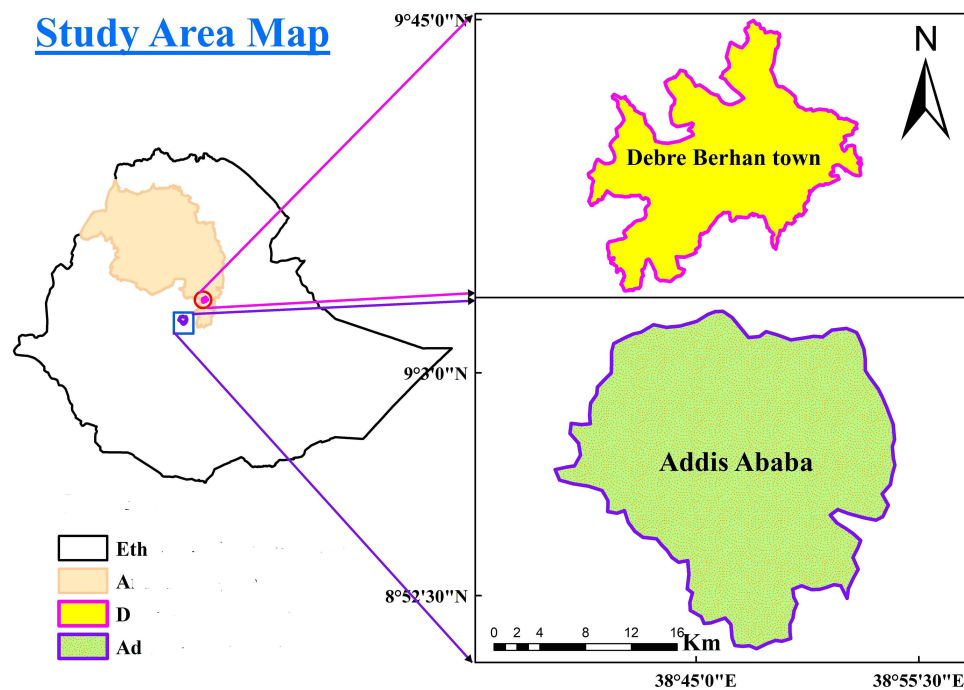 Study Area Map
9°45'0"N
N
Debre Berhan town
9°3'0"N
Addis Ababa
Eth
A
D
Ad
8°52'30"N
0 2 4 8 12 16
Km
38°45'0"E 38°55'30"E